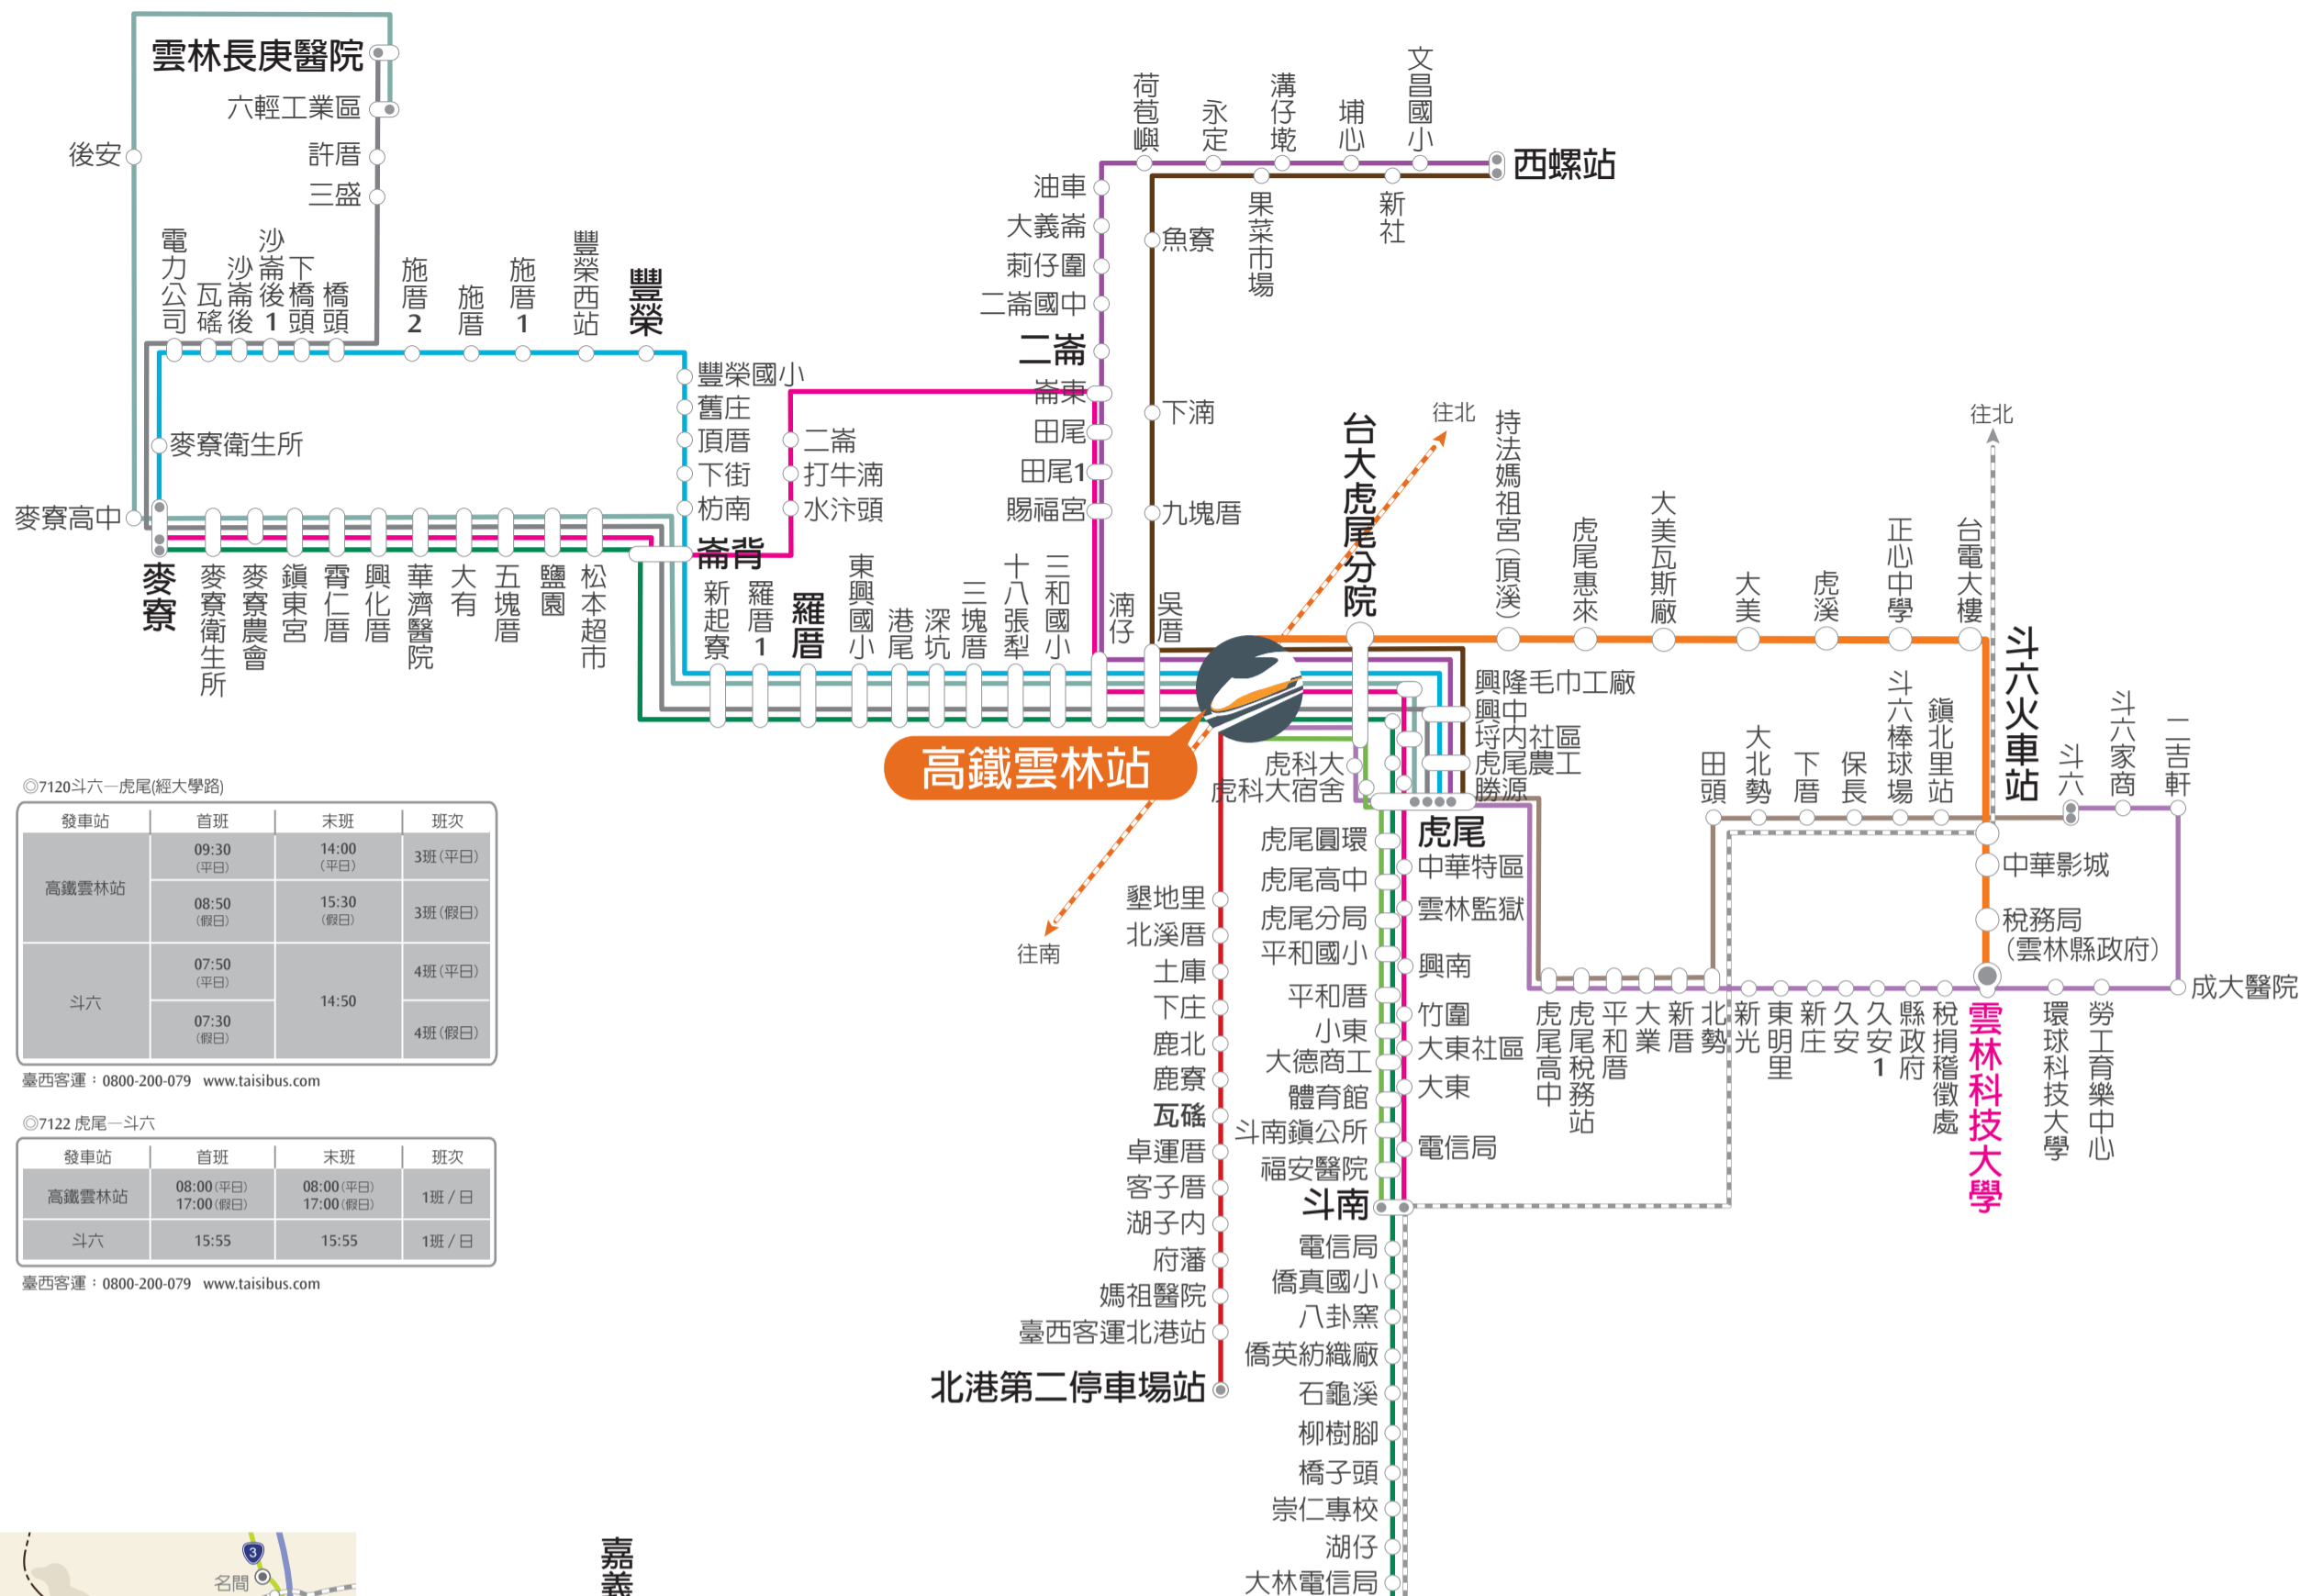 雲林長庚醫院
六輕工業區
許厝
三盛
後安
電力公司
瓦磘
沙崙後
沙崙後1
下橋頭
橋頭
施厝2
施厝
施厝1
豐榮西站
豐榮
豐榮國小
舊庄
頂厝
下街
枋南
崙背
麥寮衛生所
麥寮高中
麥寮
麥寮衛生所
麥寮農會
鎮東宮
霄仁厝
興化厝
華濟醫院
大有
五塊厝
鹽園
松本超市
二崙
打牛湳
水汴頭
荷苞嶼
永定
溝仔墘
埔心
文昌國小
西螺站
油車
大義崙
莿仔圍
二崙國中
二崙
崙東
田尾
田尾1
賜福宮
果菜市場
新社
魚寮
下湳
九塊厝
新起寮
羅厝1
羅厝
東興國小
港尾
深坑
三塊厝
十八張犁
三和國小
湳仔
吳厝
高鐵雲林站
往北
往南
台大虎尾分院
持法媽祖宮(頂溪)
虎尾惠來
大美瓦斯廠
大美
虎溪
正心中學
台電大樓
往北
斗六火車站
興隆毛巾工廠
興中
埒內社區
虎尾農工
勝源
虎科大
虎科大宿舍
虎尾
虎尾圓環
虎尾高中
虎尾分局
平和國小
平和厝
小東
大德商工
體育館
斗南鎮公所
福安醫院
斗南
中華特區
雲林監獄
興南
竹圍
大東社區
大東
電信局
田頭
大北勢
下厝
保長
斗六棒球場
鎮北里站
斗六
斗六家商
二吉軒
中華影城
稅務局
(雲林縣政府)
成大醫院
虎尾高中
虎尾稅務站
平和厝
大業
新厝
北勢
新光
東明里
新庄
久安
久安1
縣政府
稅捐稽徵處
雲林科技大學
環球科技大學
勞工育樂中心
墾地里
北溪厝
土庫
下庄
鹿北
鹿寮
瓦磘
卓運厝
客子厝
湖子內
府藩
媽祖醫院
臺西客運北港站
北港第二停車場站
電信局
僑真國小
八卦窯
僑英紡織廠
石龜溪
柳樹腳
橋子頭
崇仁專校
湖仔
大林電信局
◎7120斗六—虎尾(經大學路)
發車站 首班 末班 班次
高鐵雲林站 09:30(平日) 14:00(平日) 3班(平日)
08:50(假日) 15:30(假日) 3班(假日)
斗六 07:50(平日) 14:50 4班(平日)
07:30(假日) 4班(假日)
臺西客運：0800-200-079 www.taisibus.com
◎7122 虎尾—斗六
發車站 首班 末班 班次
高鐵雲林站 08:00(平日) 08:00(平日) 1班 / 日
17:00(假日) 17:00(假日)
斗六 15:55 15:55 1班 / 日
臺西客運：0800-200-079 www.taisibus.com
3
名間
嘉義